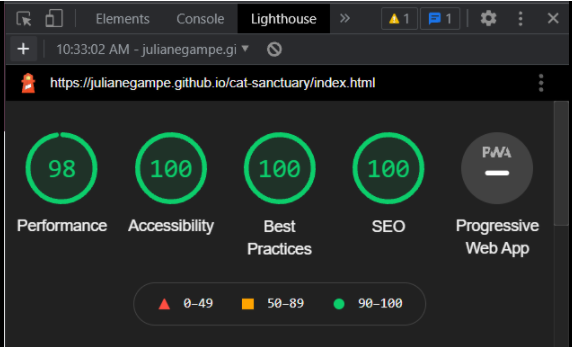 Elements Console Lighthouse » 1 1
+ 10:33:02 AM - julianegampe.gi
https://julianegampe.github.io/cat-sanctuary/index.html
98 100 100 100 PWA
Performance Accessibility Best Practices SEO Progressive Web App
0–49 50–89 90–100